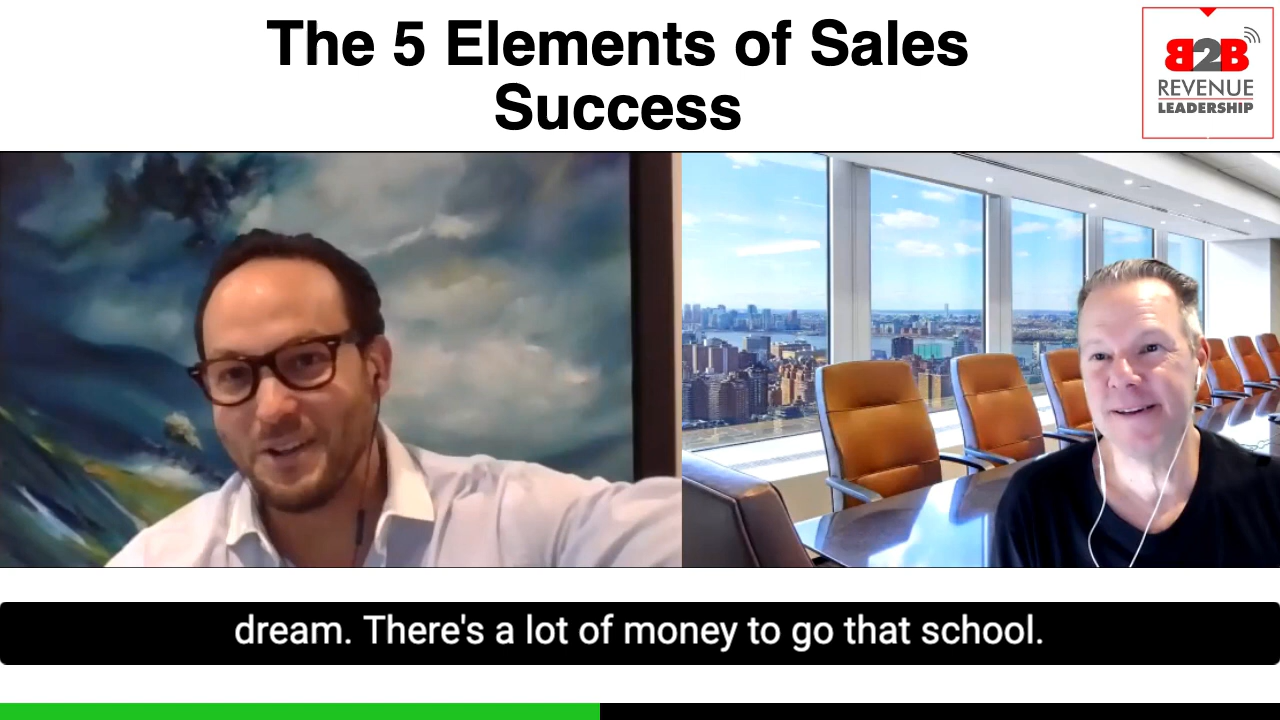 The 5 Elements of Sales
Success
B2B
REVENUE
LEADERSHIP
dream. There's a lot of money to go that school.